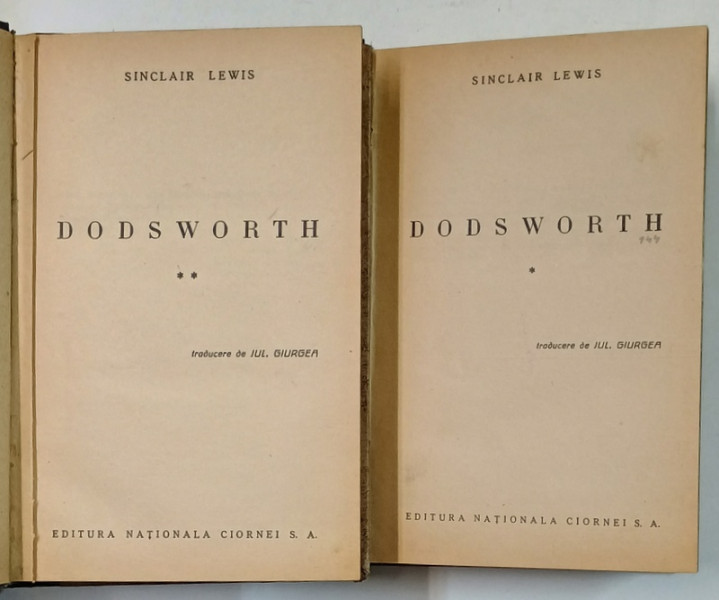 SINCLAIR LEWIS
DODSWORTH
**
traducere de IUL. GIURGEA
EDITURA NAȚIONALA CIORNEI S. A.
SINCLAIR LEWIS
DODSWORTH
*
traducere de IUL. GIURGEA
EDITURA NAȚIONALA CIORNEI S. A.